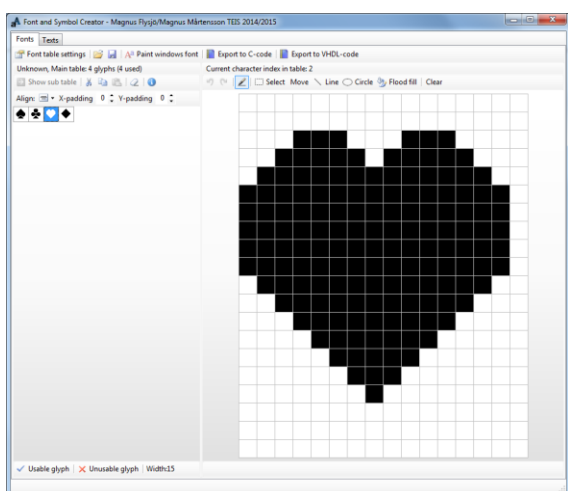 Font and Symbol Creator - Magnus Flysjö/Magnus Mårtensson TEIS 2014/2015
Fonts Texts
Font table settings Paint windows font Export to C-code Export to VHDL-code
Unknown, Main table: 4 glyphs (4 used) Current character index in table: 2
Show sub table Select Move Line Circle Flood fill Clear
Align: X-padding 0 Y-padding 0
Usable glyph Unusable glyph Width:15